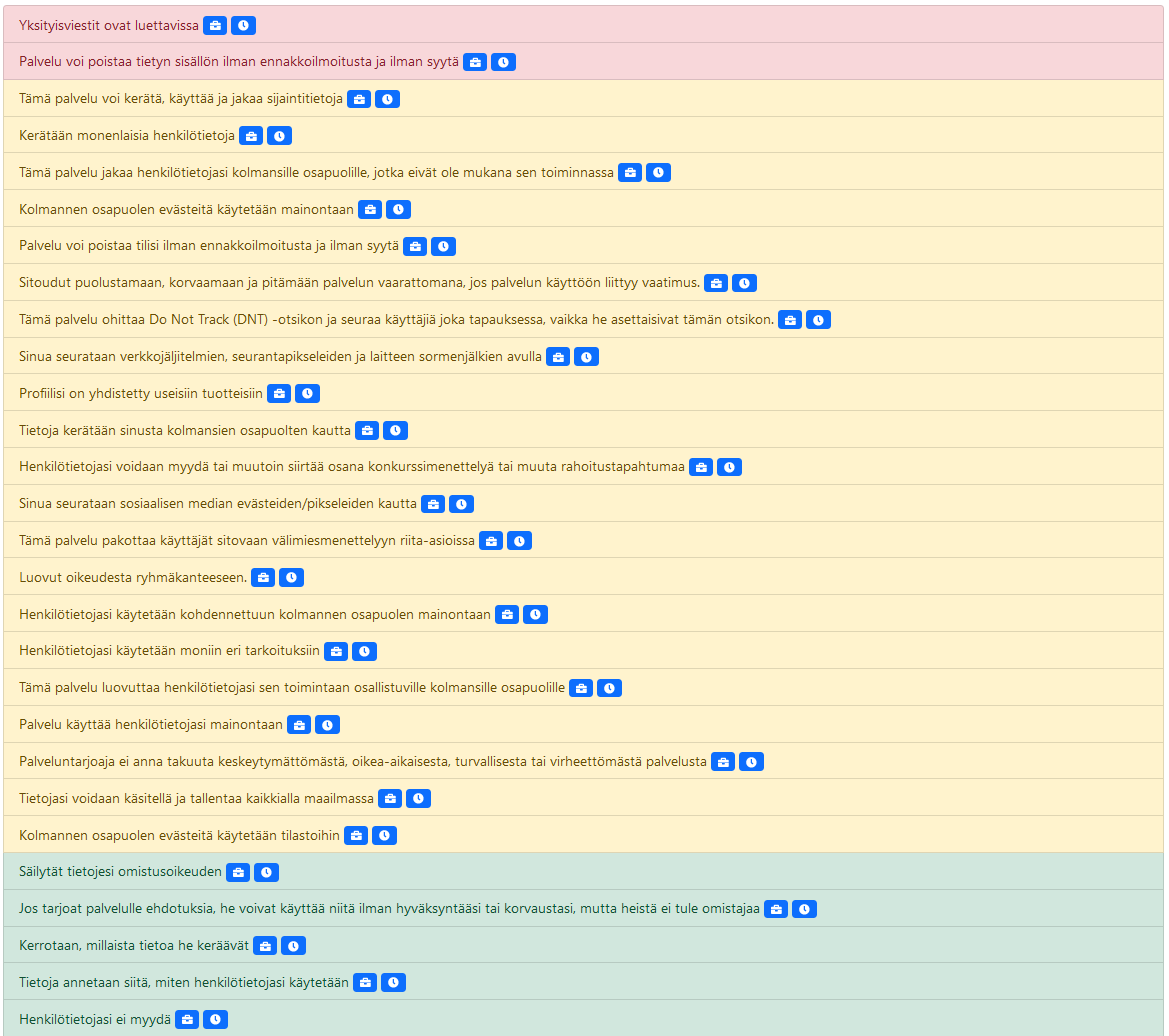 Yksityisviestit ovat luettavissa
Palvelu voi poistaa tietyn sisällön ilman ennakkoilmoitusta ja ilman syytä
Tämä palvelu voi kerätä, käyttää ja jakaa sijaintitietoja
Kerätään monenlaisia henkilötietoja
Tämä palvelu jakaa henkilötietojasi kolmansille osapuolille, jotka eivät ole mukana sen toiminnassa
Kolmannen osapuolen evästeitä käytetään mainontaan
Palvelu voi poistaa tilisi ilman ennakkoilmoitusta ja ilman syytä
Sitoudut puolustamaan, korvaamaan ja pitämään palvelun vaarattomana, jos palvelun käyttöön liittyy vaatimus.
Tämä palvelu ohittaa Do Not Track (DNT) -otsikon ja seuraa käyttäjiä joka tapauksessa, vaikka he asettaisivat tämän otsikon.
Sinua seurataan verkkojäljitelmien, seurantapikseleiden ja laitteen sormenjälkien avulla
Profiilisi on yhdistetty useisiin tuotteisiin
Tietoja kerätään sinusta kolmansien osapuolten kautta
Henkilötietojasi voidaan myydä tai muutoin siirtää osana konkurssimenettelyä tai muuta rahoitustapahtumaa
Sinua seurataan sosiaalisen median evästeiden/pikseleiden kautta
Tämä palvelu pakottaa käyttäjät sitovaan välimiesmenettelyyn riita-asioissa
Luovut oikeudesta ryhmäkanteeseen.
Henkilötietojasi käytetään kohdennettuun kolmannen osapuolen mainontaan
Henkilötietojasi käytetään moniin eri tarkoituksiin
Tämä palvelu luovuttaa henkilötietojasi sen toimintaan osallistuville kolmansille osapuolille
Palvelu käyttää henkilötietojasi mainontaan
Palveluntarjoaja ei anna takuuta keskeytymättömästä, oikea-aikaisesta, turvallisesta tai virheettömästä palvelusta
Tietojasi voidaan käsitellä ja tallentaa kaikkialla maailmassa
Kolmannen osapuolen evästeitä käytetään tilastoihin
Säilytät tietojesi omistusoikeuden
Jos tarjoat palvelulle ehdotuksia, he voivat käyttää niitä ilman hyväksyntääsi tai korvaustasi, mutta heistä ei tule omistajaa
Kerrotaan, millaista tietoa he keräävät
Tietoja annetaan siitä, miten henkilötietojasi käytetään
Henkilötietojasi ei myydä